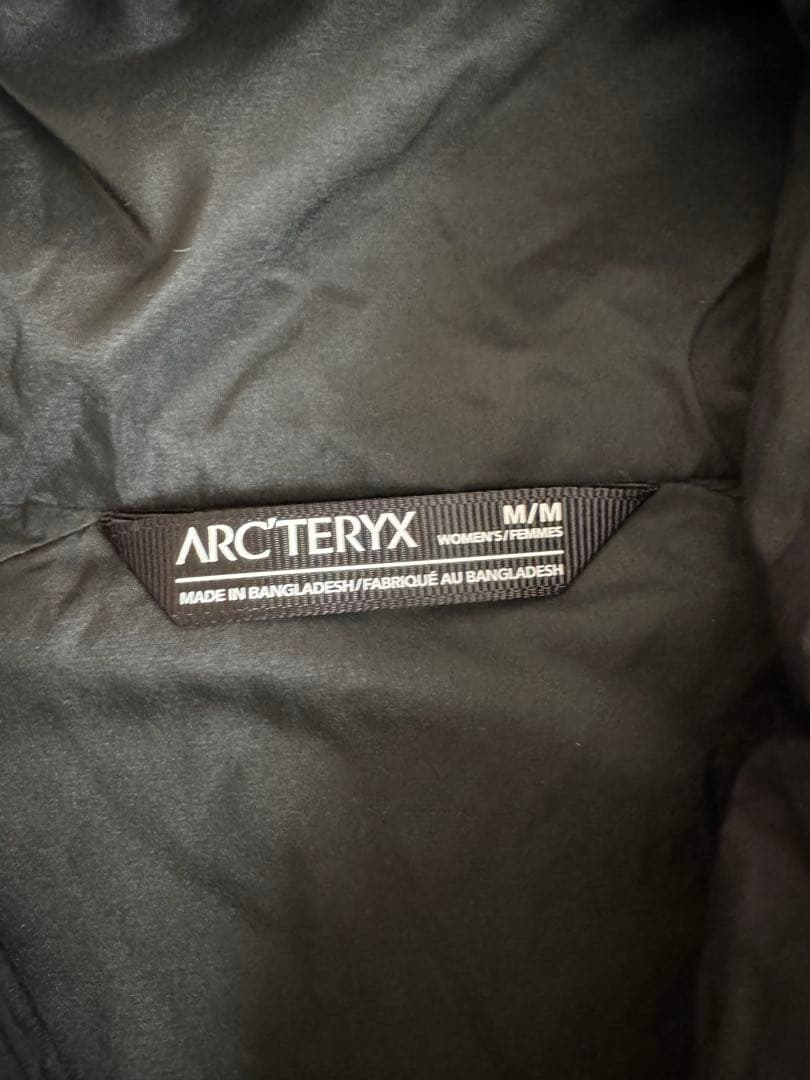 ARC'TERYX
M/M
WOMEN'S/FEMMES
MADE IN BANGLADESH/FABRIQUÉ AU BANGLADESH